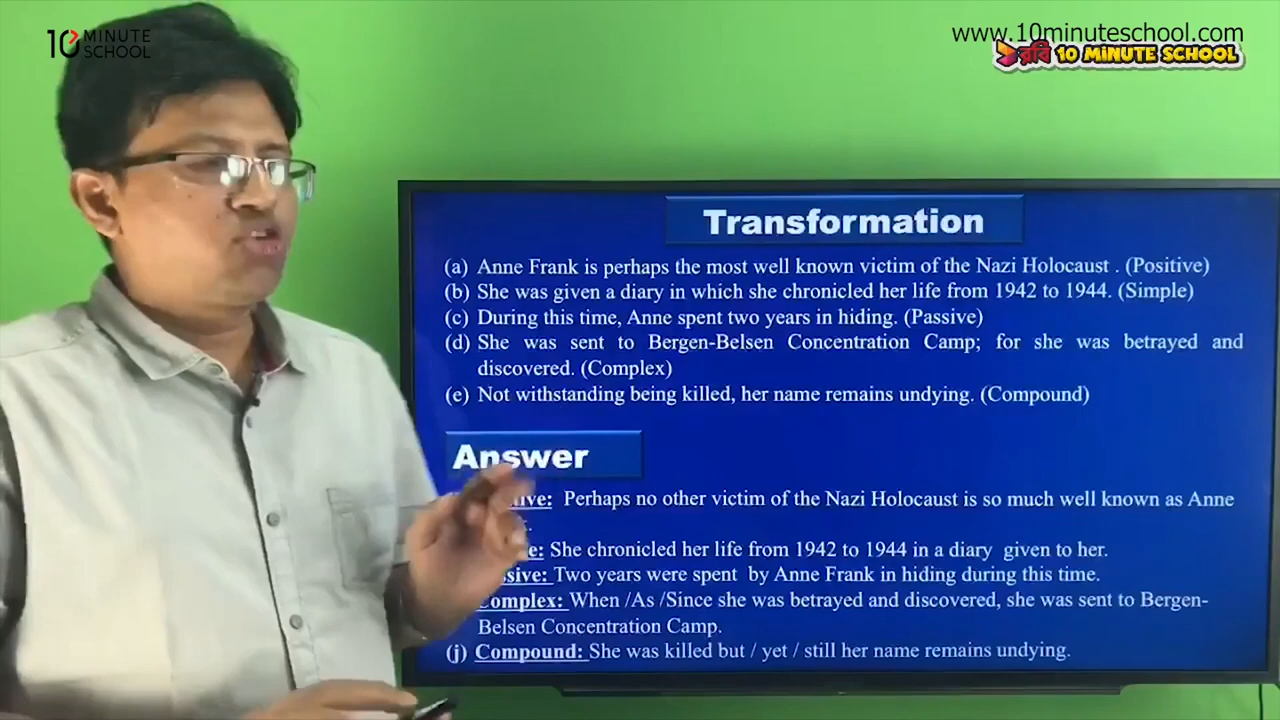 10 MINUTE SCHOOL
www.10minuteschool.com
রবি 10 MiNUTE SCHOOL
Transformation
(a) Anne Frank is perhaps the most well known victim of the Nazi Holocaust . (Positive)
(b) She was given a diary in which she chronicled her life from 1942 to 1944. (Simple)
(c) During this time, Anne spent two years in hiding. (Passive)
(d) She was sent to Bergen-Belsen Concentration Camp; for she was betrayed and
discovered. (Complex)
(e) Not withstanding being killed, her name remains undying. (Compound)
Answer
Perhaps no other victim of the Nazi Holocaust is so much well known as Anne
She chronicled her life from 1942 to 1944 in a diary given to her.
Two years were spent by Anne Frank in hiding during this time.
Complex: When /As /Since she was betrayed and discovered, she was sent to Bergen-
Belsen Concentration Camp.
(j) Compound: She was killed but / yet / still her name remains undying.